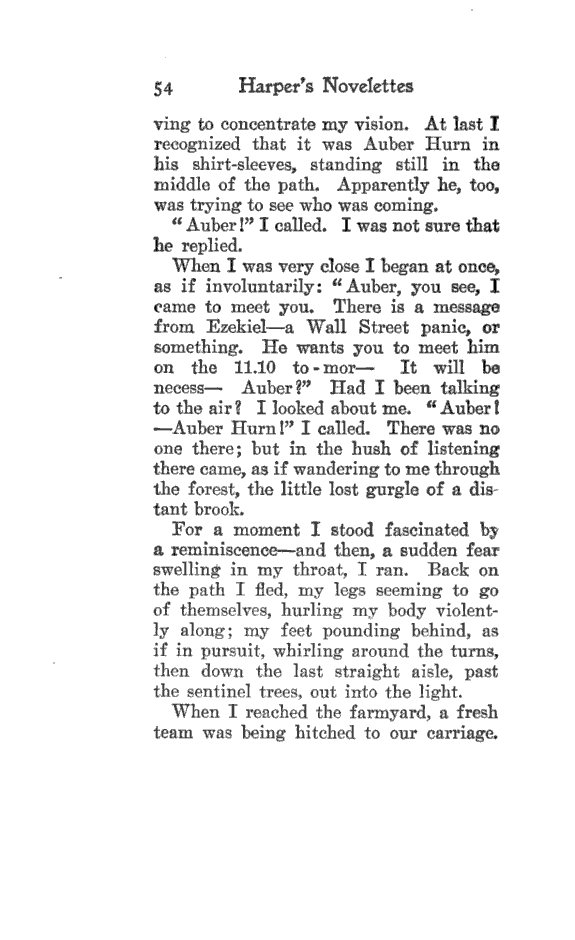 54 Harper's Novelettes
ving to concentrate my vision. At last I
recognized that it was Auber Hurn in
his shirt-sleeves, standing still in the
middle of the path. Apparently he, too,
was trying to see who was coming.
"Auber!" I called. I was not sure that
he replied.
When I was very close I began at once,
as if involuntarily: "Auber, you see, I
came to meet you. There is a message
from Ezekiel—a Wall Street panic, or
something. He wants you to meet him
on the 11.10 to-mor— It will be
necess— Auber?" Had I been talking
to the air? I looked about me. "Auber!
—Auber Hurn!" I called. There was no
one there; but in the hush of listening
there came, as if wandering to me through
the forest, the little lost gurgle of a dis-
tant brook.
For a moment I stood fascinated by
a reminiscence—and then, a sudden fear
swelling in my throat, I ran. Back on
the path I fled, my legs seeming to go
of themselves, hurling my body violent-
ly along; my feet pounding behind, as
if in pursuit, whirling around the turns,
then down the last straight aisle, past
the sentinel trees, out into the light.
When I reached the farmyard, a fresh
team was being hitched to our carriage.